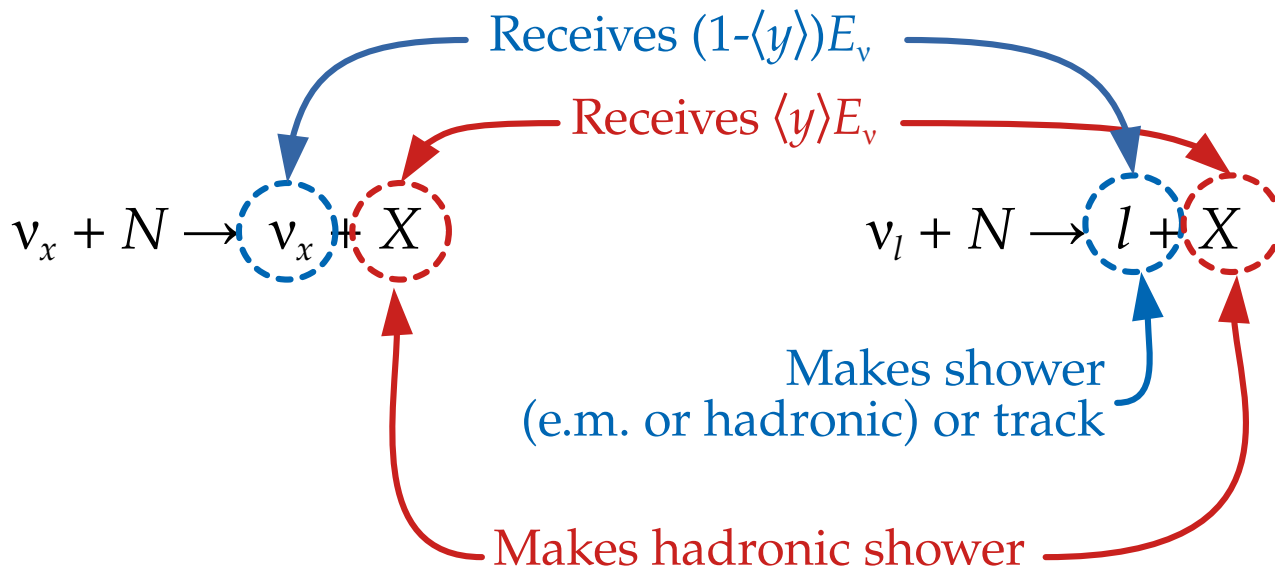 Receives (1-⟨y⟩)Eν
Receives ⟨y⟩Eν
νx + N → νx + X
νl + N → l + X
Makes shower
(e.m. or hadronic) or track
Makes hadronic shower